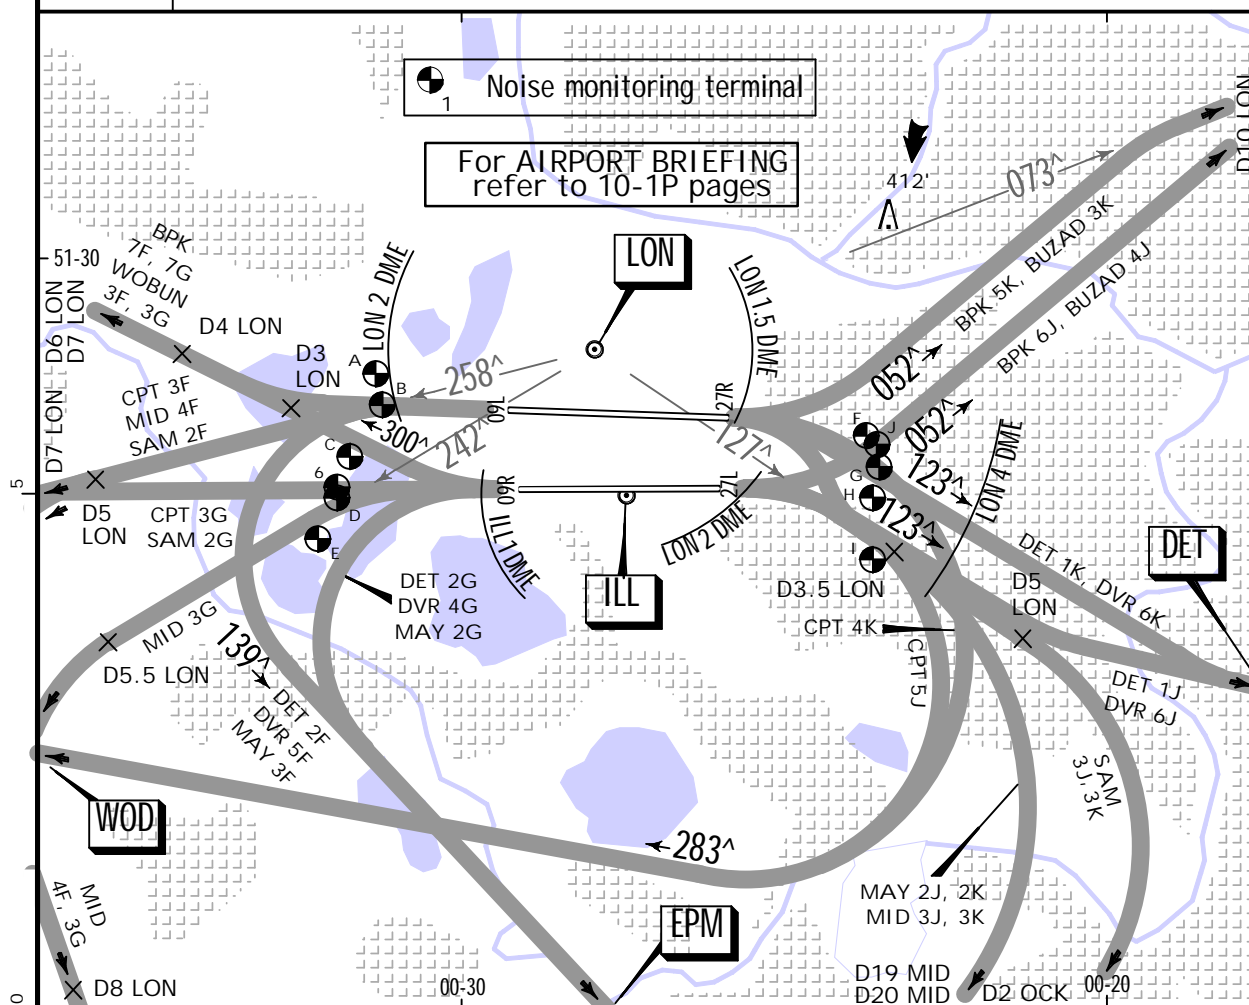 1
Noise monitoring terminal
For AIRPORT BRIEFING
refer to 10-1P pages
D10 LON
412'
073^
LON
BPK
7F, 7G
WOBUN
3F, 3G
51-30
D7 LON -D6 LON
D7 LON
LON 2 DME
LON 1.5 DME
BPK 5K, BUZAD 3K
BPK 6J, BUZAD 4J
D4 LON
D3
LON
A
B
258^
052^
052^
CPT 3F
MID 4F
SAM 2F
300^
242^
09L
27R
127^
F
J
G
H
I
123^
123^
LON 4 DME
C
6
D
E
5
09R
27L
D5
LON
CPT 3G
SAM 2G
ILL 1 DME
LON 2 DME
ILL
DET
DET 2G
DVR 4G
MAY 2G
D3.5 LON
D5
LON
DET 1K, DVR 6K
CPT 4K
CPT 5J
MID 3G
D5.5 LON
139^
DET 2F
DVR 5F
MAY 3F
DET 1J
DVR 6J
SAM
3J, 3K
WOD
283^
MID
4F, 3G
MAY 2J, 2K
MID 3J, 3K
EPM
D8 LON
00-30
D19 MID
D20 MID
D2 OCK
00-20
0